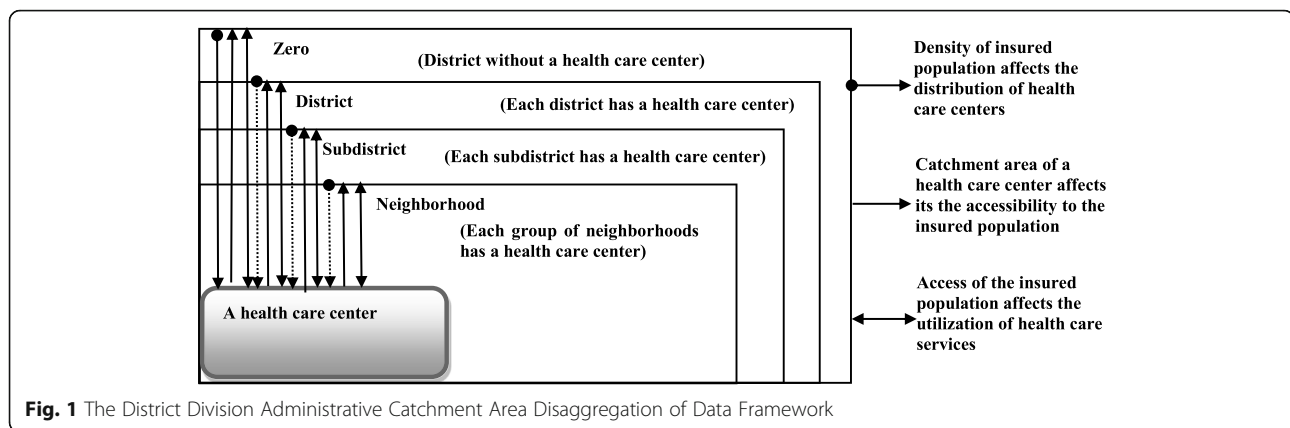 Zero
(District without a health care center)
District
(Each district has a health care center)
Subdistrict
(Each subdistrict has a health care center)
Neighborhood
(Each group of neighborhoods
has a health care center)
A health care center
Density of insured
population affects the
distribution of health
care centers
Catchment area of a
health care center affects
its the accessibility to the
insured population
Access of the insured
population affects the
utilization of health care
services
Fig. 1 The District Division Administrative Catchment Area Disaggregation of Data Framework